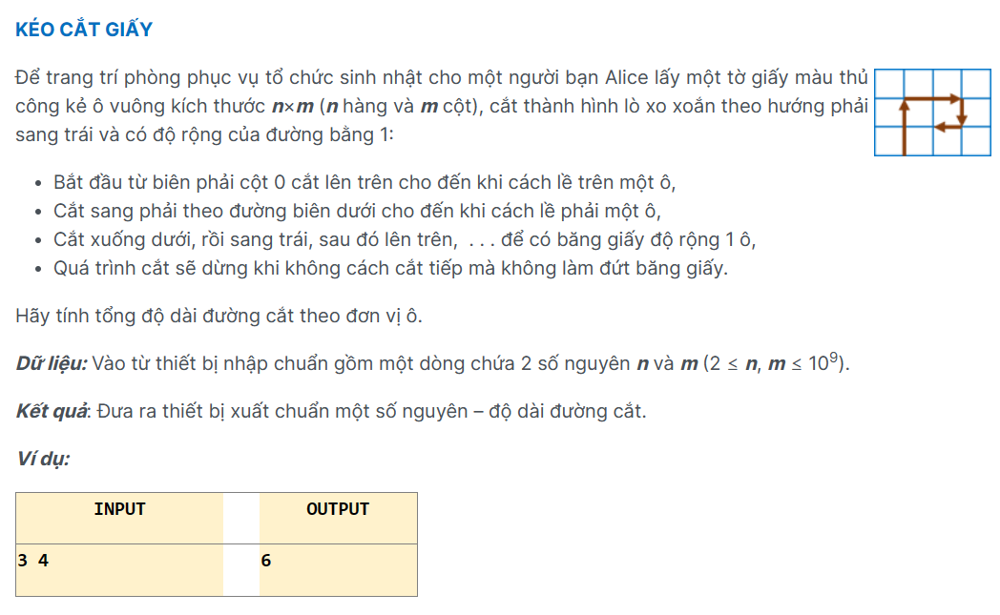 KÉO CẮT GIẤY
Để trang trí phòng phục vụ tổ chức sinh nhật cho một người bạn Alice lấy một tờ giấy màu thủ
công kẻ ô vuông kích thước n×m (n hàng và m cột), cắt thành hình lò xo xoắn theo hướng phải
sang trái và có độ rộng của đường bằng 1:
• Bắt đầu từ biên phải cột 0 cắt lên trên cho đến khi cách lề trên một ô,
• Cắt sang phải theo đường biên dưới cho đến khi cách lề phải một ô,
• Cắt xuống dưới, rồi sang trái, sau đó lên trên, . . . để có băng giấy độ rộng 1 ô,
• Quá trình cắt sẽ dừng khi không cách cắt tiếp mà không làm đứt băng giấy.
Hãy tính tổng độ dài đường cắt theo đơn vị ô.
Dữ liệu: Vào từ thiết bị nhập chuẩn gồm một dòng chứa 2 số nguyên n và m (2 ≤ n, m ≤ 10⁹).
Kết quả: Đưa ra thiết bị xuất chuẩn một số nguyên – độ dài đường cắt.
Ví dụ:
INPUT OUTPUT
3 4 6